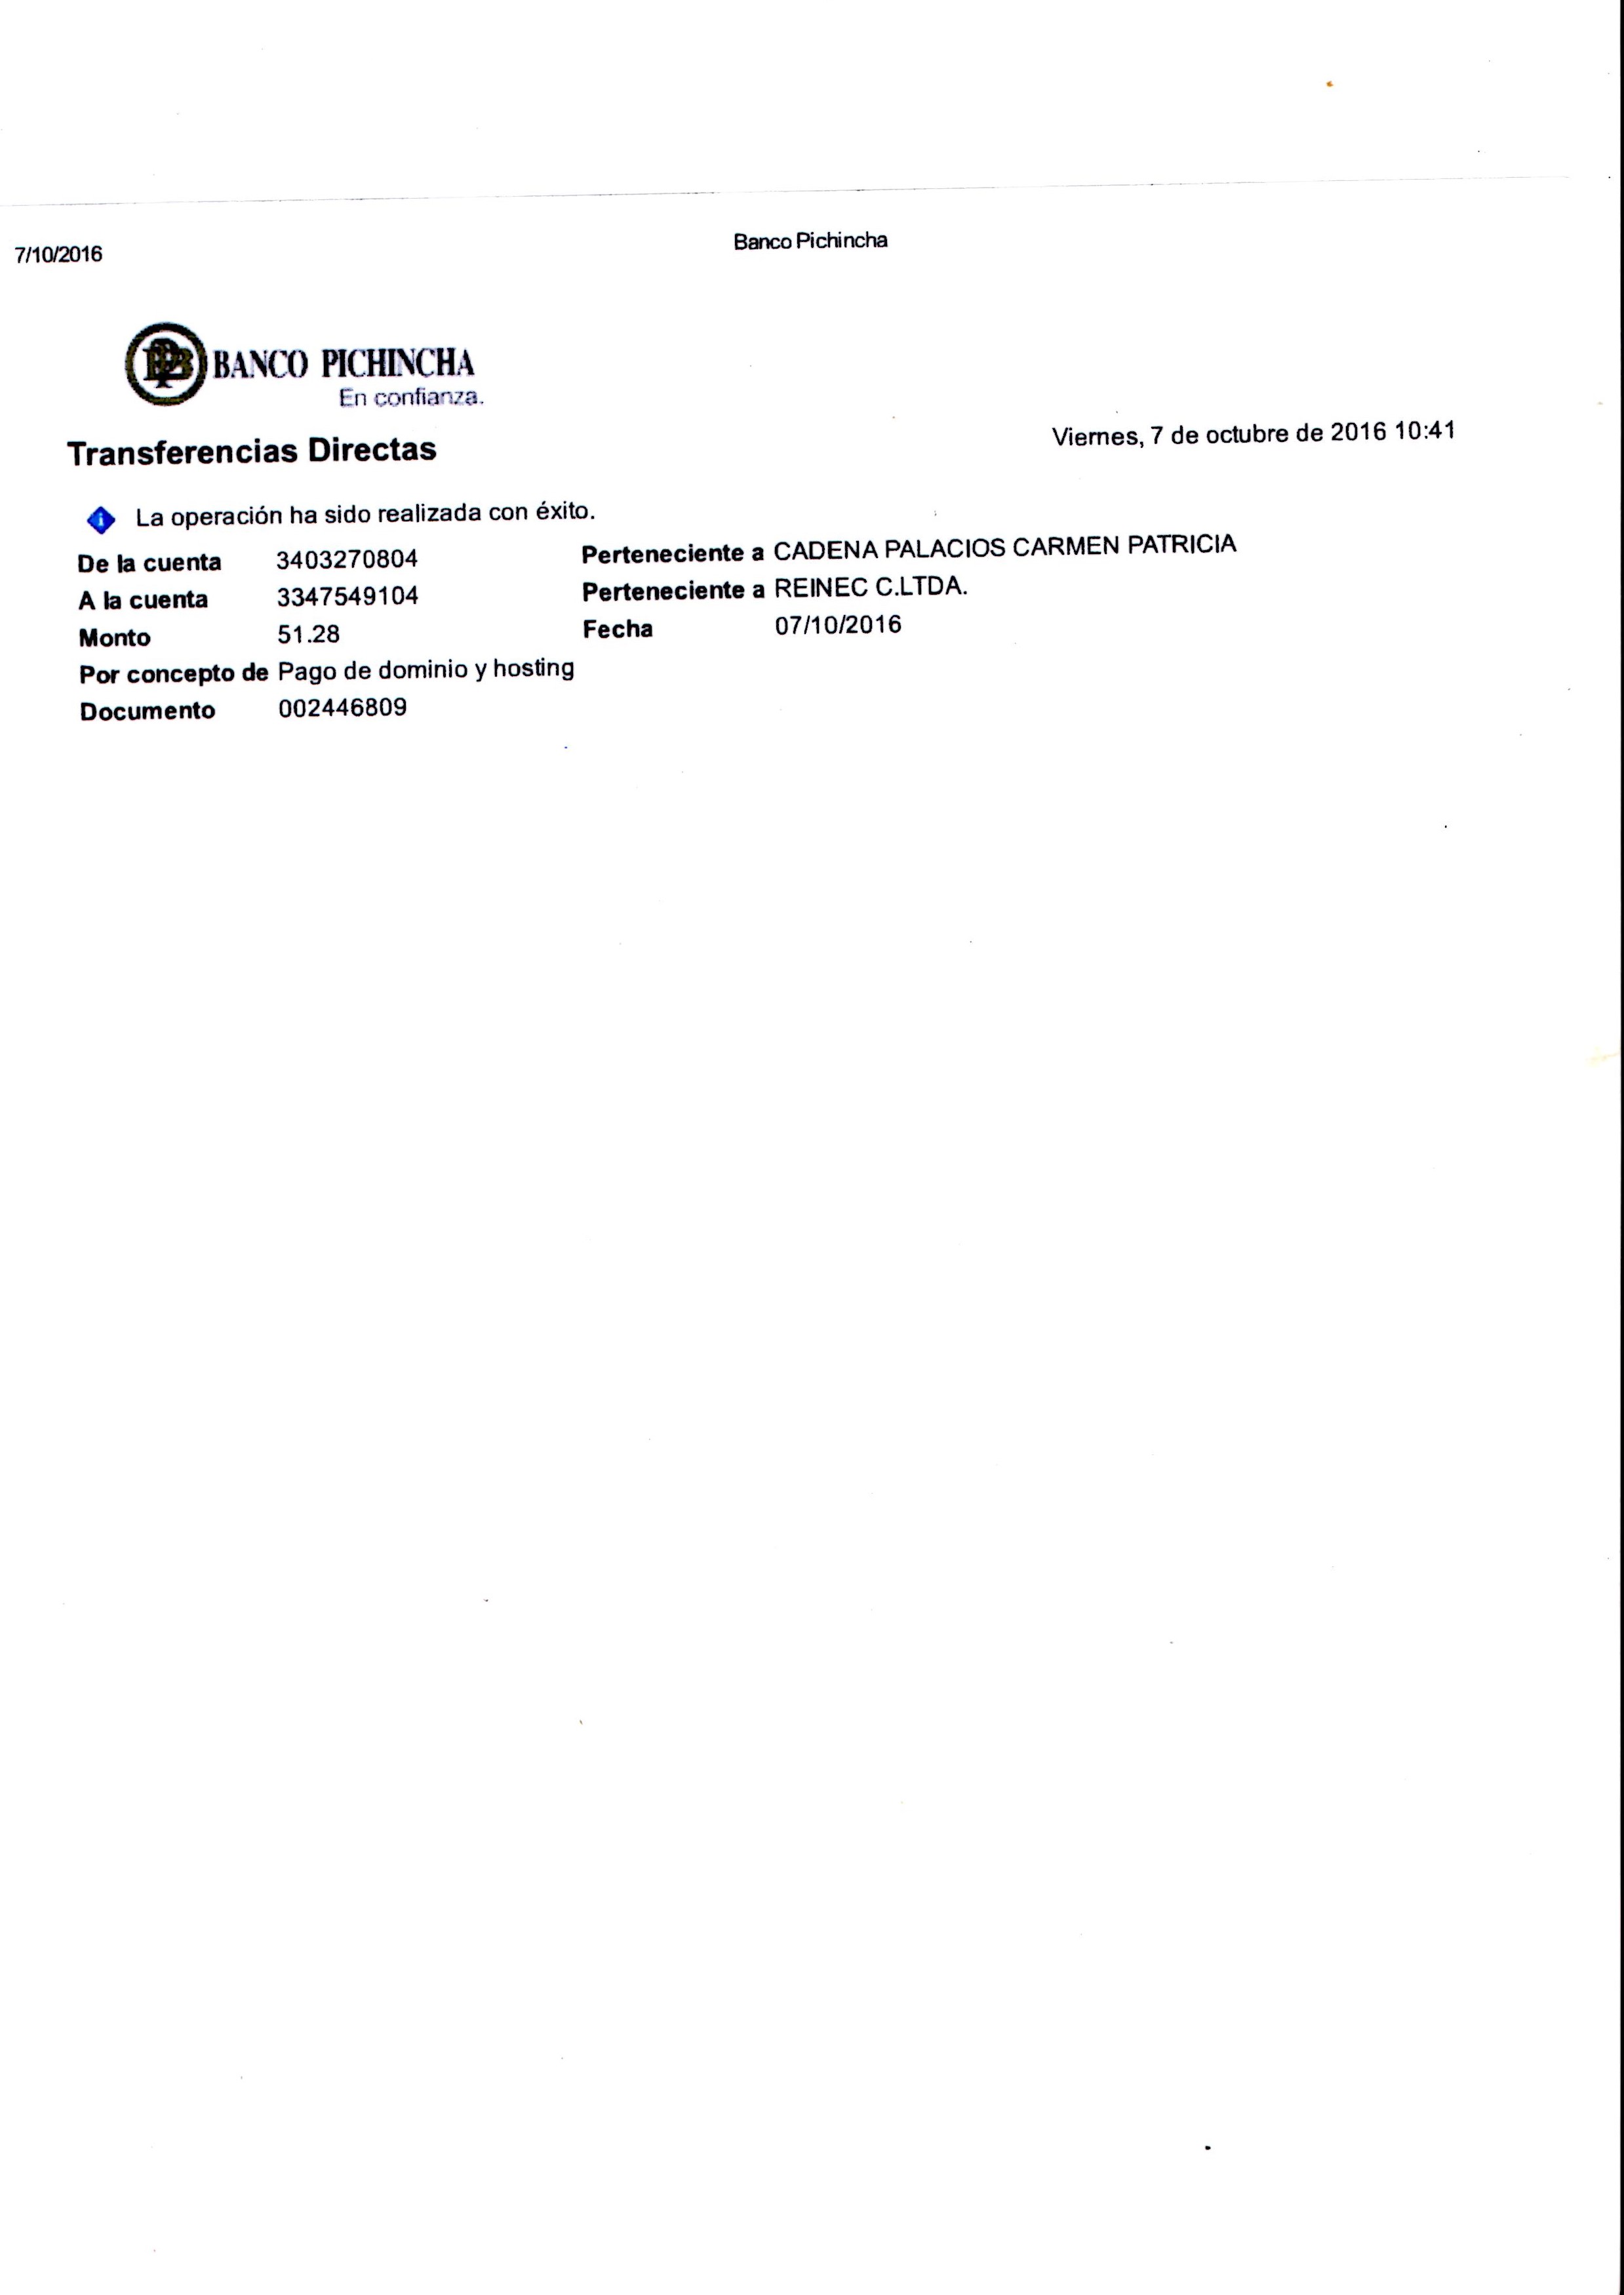 7/10/2016 Banco Pichincha
BANCO PICHINCHA
En confianza.
Transferencias Directas Viernes, 7 de octubre de 2016 10:41
La operación ha sido realizada con éxito.
De la cuenta 3403270804 Perteneciente a CADENA PALACIOS CARMEN PATRICIA
A la cuenta 3347549104 Perteneciente a REINEC C.LTDA.
Monto 51.28 Fecha 07/10/2016
Por concepto de Pago de dominio y hosting
Documento 002446809